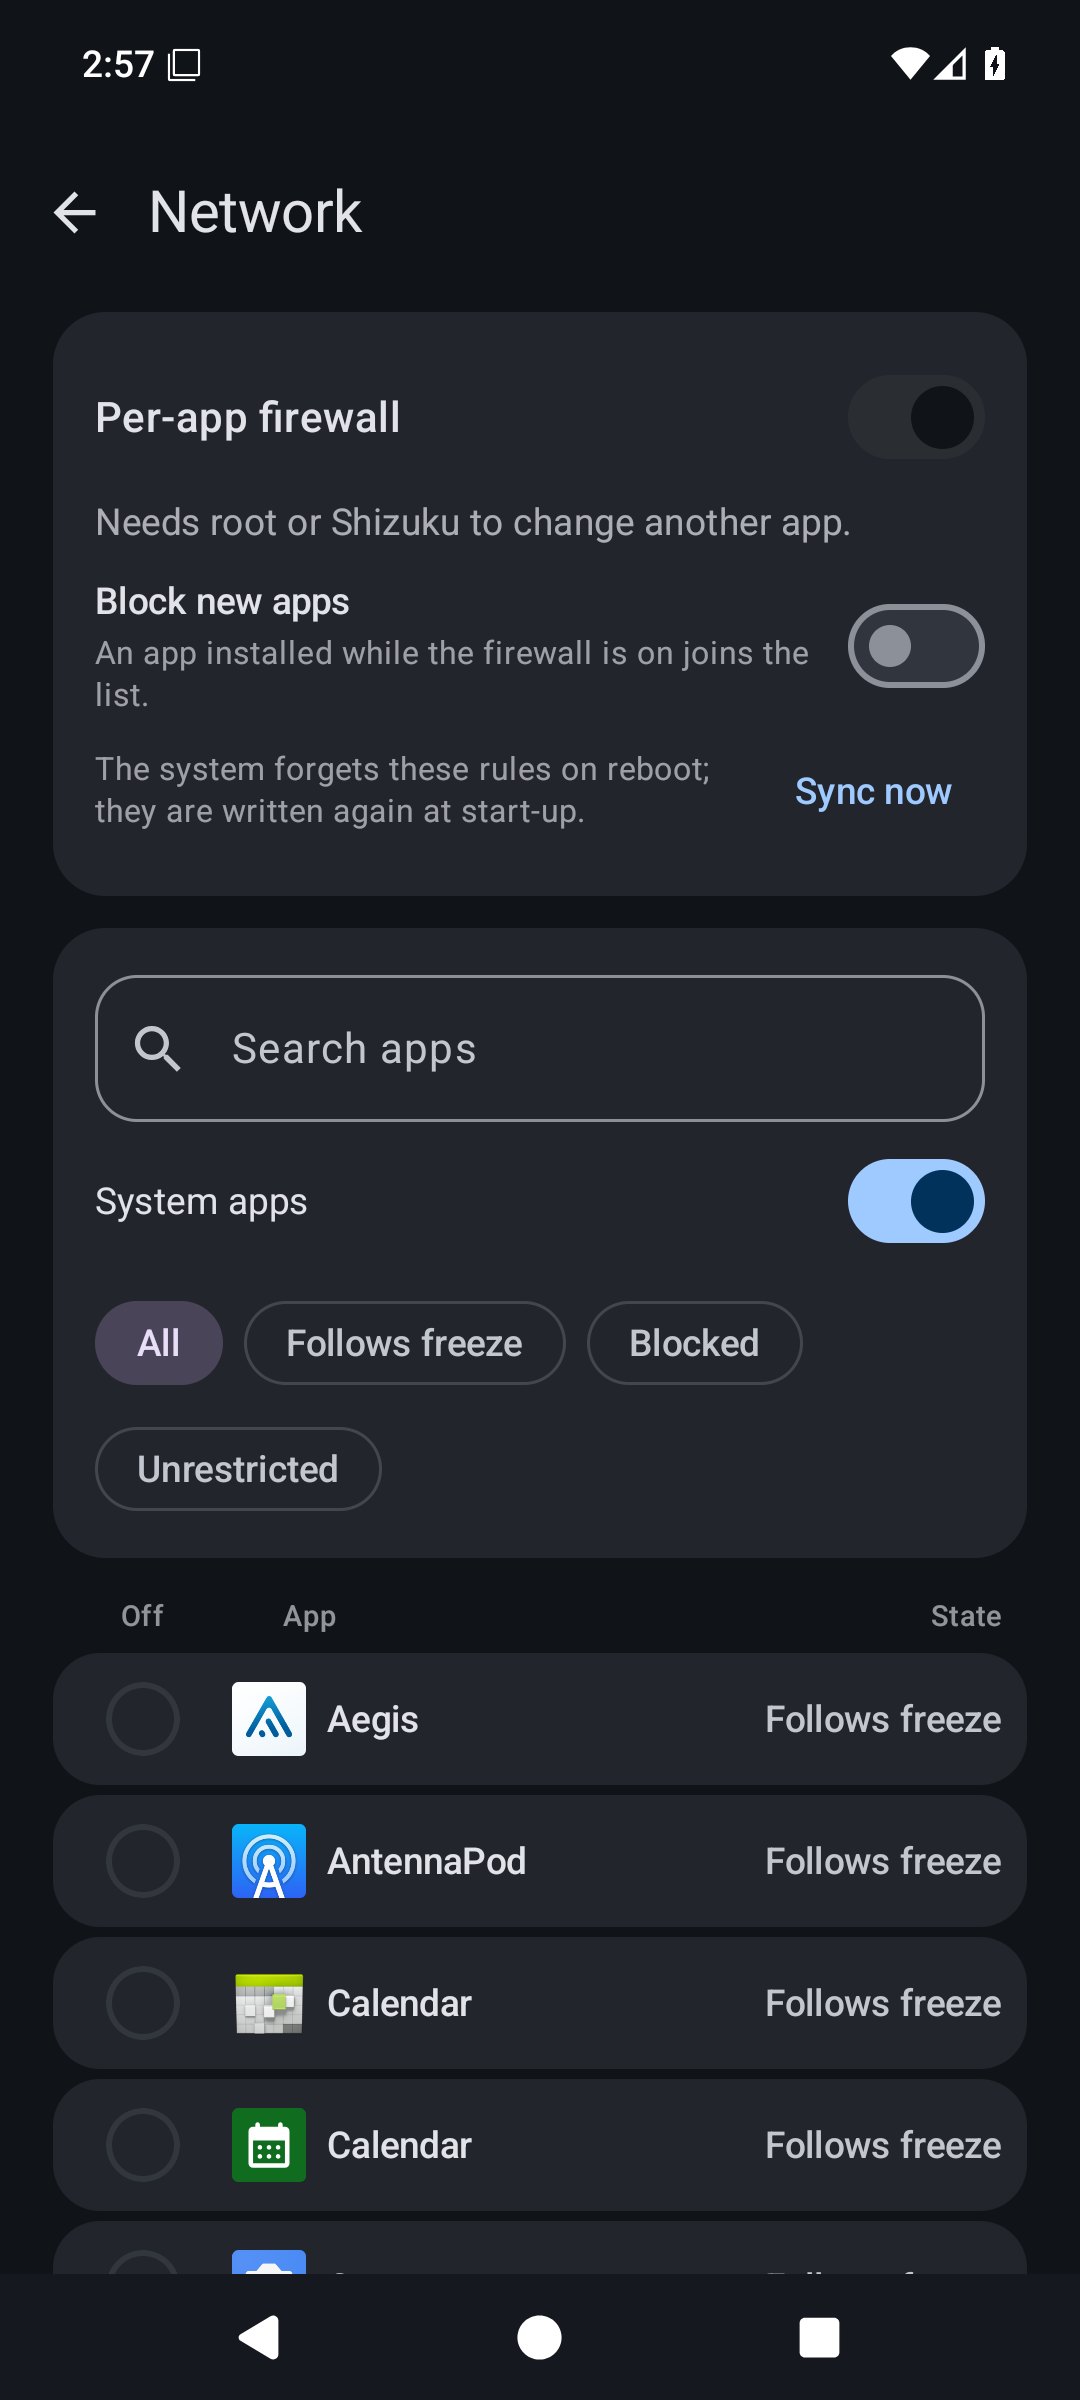 2:57
Network
Per-app firewall
Needs root or Shizuku to change another app.
Block new apps
An app installed while the firewall is on joins the
list.
The system forgets these rules on reboot;
they are written again at start-up.
Sync now
Search apps
System apps
All
Follows freeze
Blocked
Unrestricted
Off App State
Aegis Follows freeze
AntennaPod Follows freeze
Calendar Follows freeze
Calendar Follows freeze